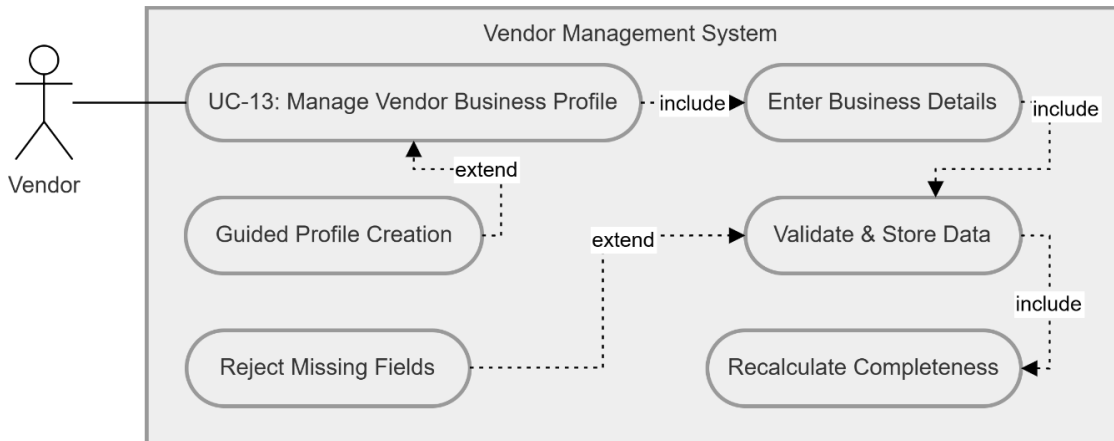 Vendor Management System
UC-13: Manage Vendor Business Profile
include
Enter Business Details
include
Vendor
extend
Guided Profile Creation
extend
Validate & Store Data
include
Reject Missing Fields
Recalculate Completeness